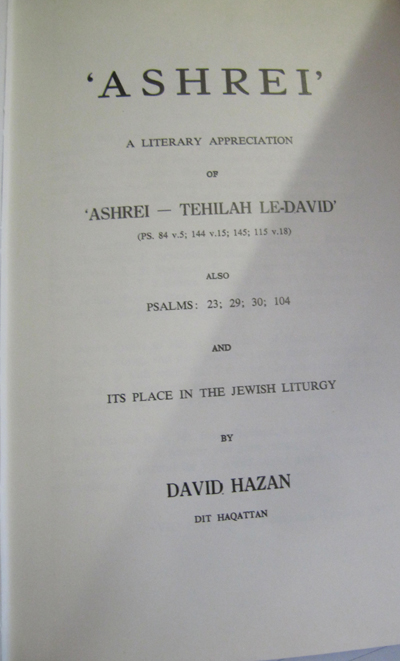 ‘ASHREI’
A LITERARY APPRECIATION
OF
‘ASHREI — TEHILAH LE-DAVID’
(PS. 84 v.5; 144 v.15; 145; 115 v.18)
ALSO
PSALMS: 23; 29; 30; 104
AND
ITS PLACE IN THE JEWISH LITURGY
BY
DAVID HAZAN
DIT HAQATTAN